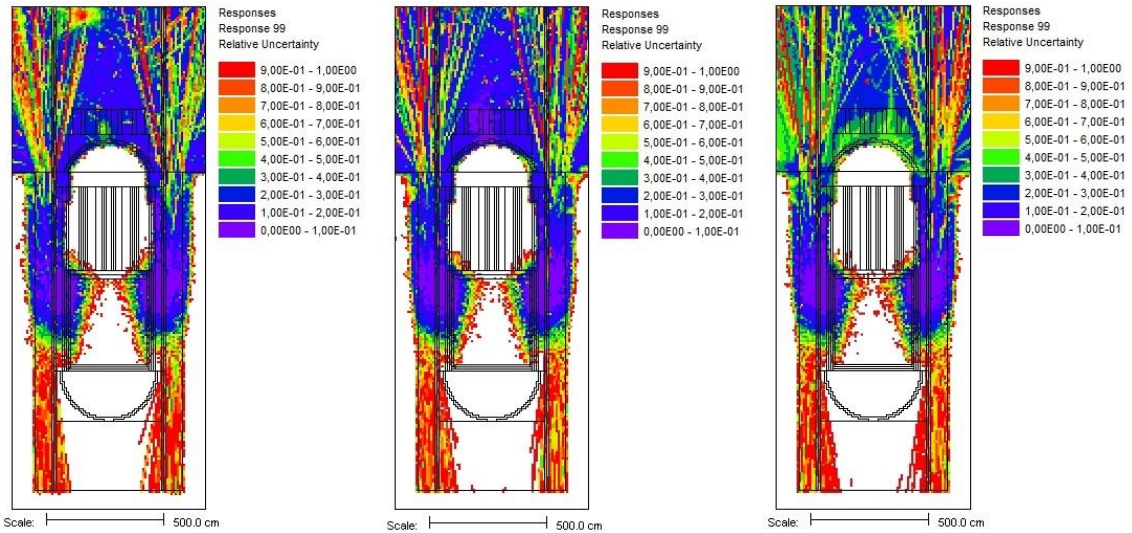 Responses
Response 99
Relative Uncertainty
9,00E-01 - 1,00E00
8,00E-01 - 9,00E-01
7,00E-01 - 8,00E-01
6,00E-01 - 7,00E-01
5,00E-01 - 6,00E-01
4,00E-01 - 5,00E-01
3,00E-01 - 4,00E-01
2,00E-01 - 3,00E-01
1,00E-01 - 2,00E-01
0,00E00 - 1,00E-01
Scale: 500.0 cm
Responses
Response 99
Relative Uncertainty
9,00E-01 - 1,00E00
8,00E-01 - 9,00E-01
7,00E-01 - 8,00E-01
6,00E-01 - 7,00E-01
5,00E-01 - 6,00E-01
4,00E-01 - 5,00E-01
3,00E-01 - 4,00E-01
2,00E-01 - 3,00E-01
1,00E-01 - 2,00E-01
0,00E00 - 1,00E-01
Scale: 500.0 cm
Responses
Response 99
Relative Uncertainty
9,00E-01 - 1,00E00
8,00E-01 - 9,00E-01
7,00E-01 - 8,00E-01
6,00E-01 - 7,00E-01
5,00E-01 - 6,00E-01
4,00E-01 - 5,00E-01
3,00E-01 - 4,00E-01
2,00E-01 - 3,00E-01
1,00E-01 - 2,00E-01
0,00E00 - 1,00E-01
Scale: 500.0 cm